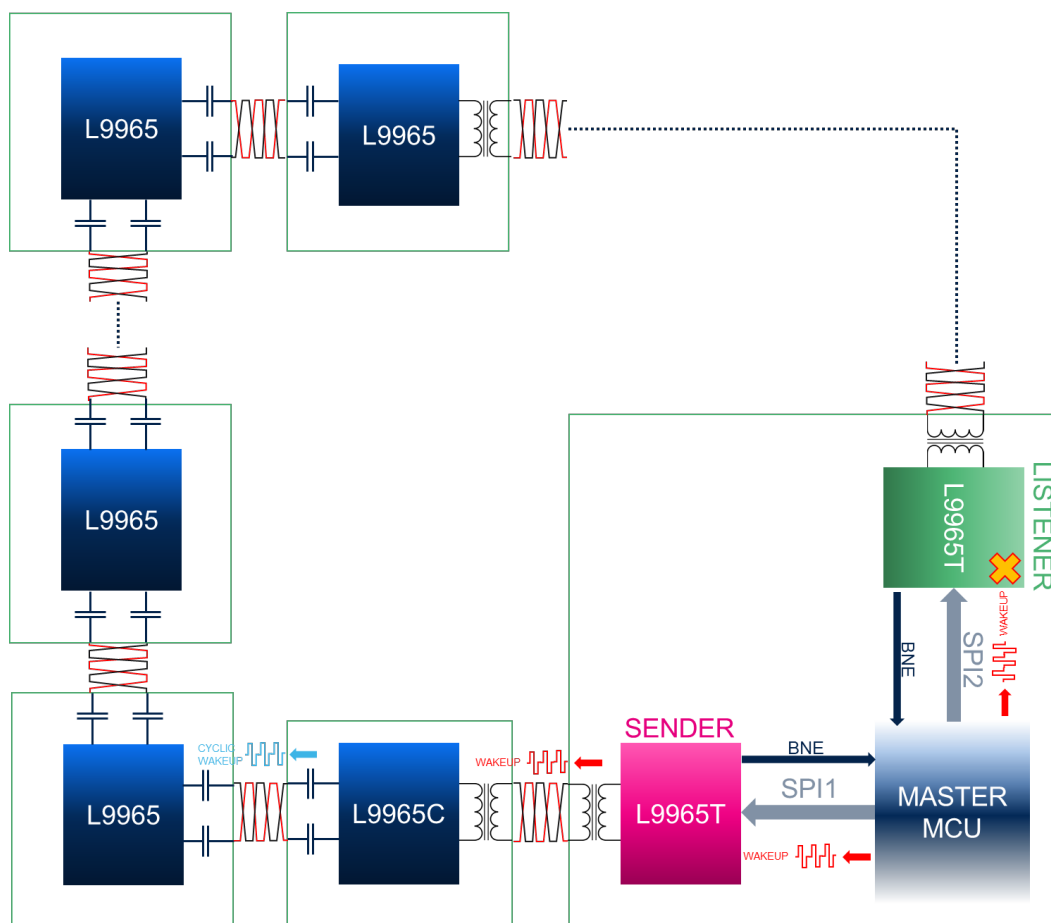 L9965
L9965
L9965
L9965T
LISTENER
WAKEUP
BNE
SPI2
SENDER
CYCLIC
WAKEUP
WAKEUP
BNE
L9965
L9965C
L9965T
SPI1
MASTER
MCU
WAKEUP